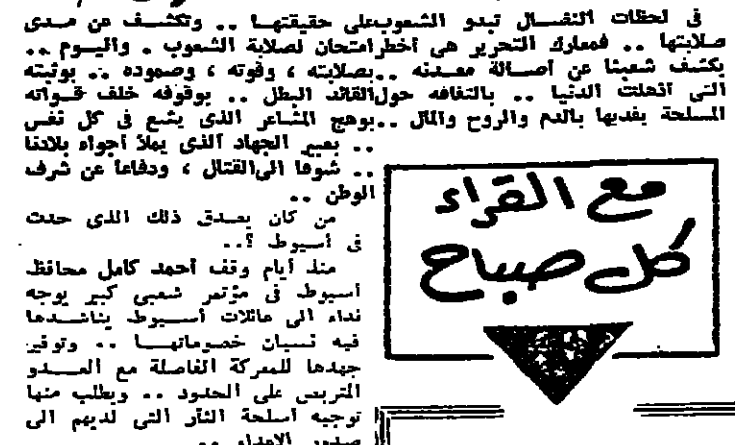 فى لحظات النضال تبدو الشعوب
صلابتها .. فمعارك التحرير هى أخطر
يكشف شعبنا عن أصالة معدنه ..
التى أذهلت الدنيا .. بالتفافه حول
المسلحة يفديها بالدم والروح والمال ..
مع القراء
كل صباح
على حقيقتها .. وتكشف عن مدى
امتحان لصلابة الشعوب . واليوم ..
بصلابته ، وقوته ، وصموده .. بوثبته
القائد البطل .. بوقوفه خلف قواته
بوهج المشاعر الذى يشع فى كل نفس
.. بعبير الجهاد الذى يملأ أجواء بلادنا
.. شوقا الى القتال ، ودفاعا عن شرف
الوطن ..
من كان يصدق ذلك الذى حدث
فى أسيوط ؟..
منذ أيام وقف أحمد كامل محافظ
أسيوط فى مؤتمر شعبى كبير يوجه
نداء الى عائلات أسيوط يناشدها
فيه نسيان خصوماتها .. وتوفير
جهدها للمعركة الفاصلة مع العدو
المتربص على الحدود .. ويطلب منها
توجيه أسلحة الثأر التى لديهم الى
صدور الاعداء ..